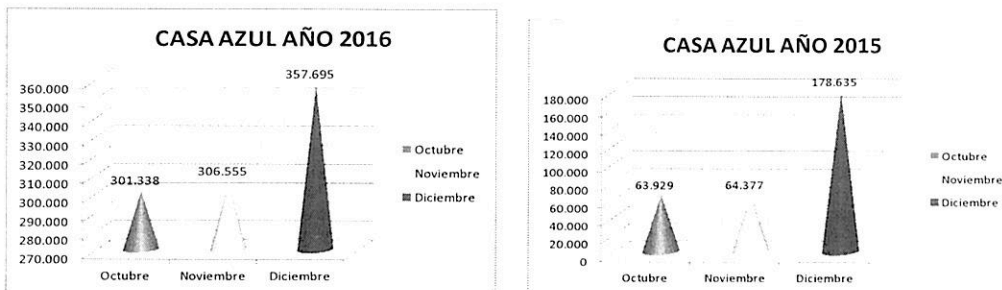 CASA AZUL AÑO 2016
357.695
360.000
350.000
340.000
330.000
320.000
310.000
300.000
290.000
280.000
270.000
301.338
306.555
Octubre
Noviembre
Diciembre
Octubre
Noviembre
Diciembre
CASA AZUL AÑO 2015
178.635
180.000
160.000
140.000
120.000
100.000
80.000
60.000
40.000
20.000
0
63.929
64.377
Octubre
Noviembre
Diciembre
Octubre
Noviembre
Diciembre